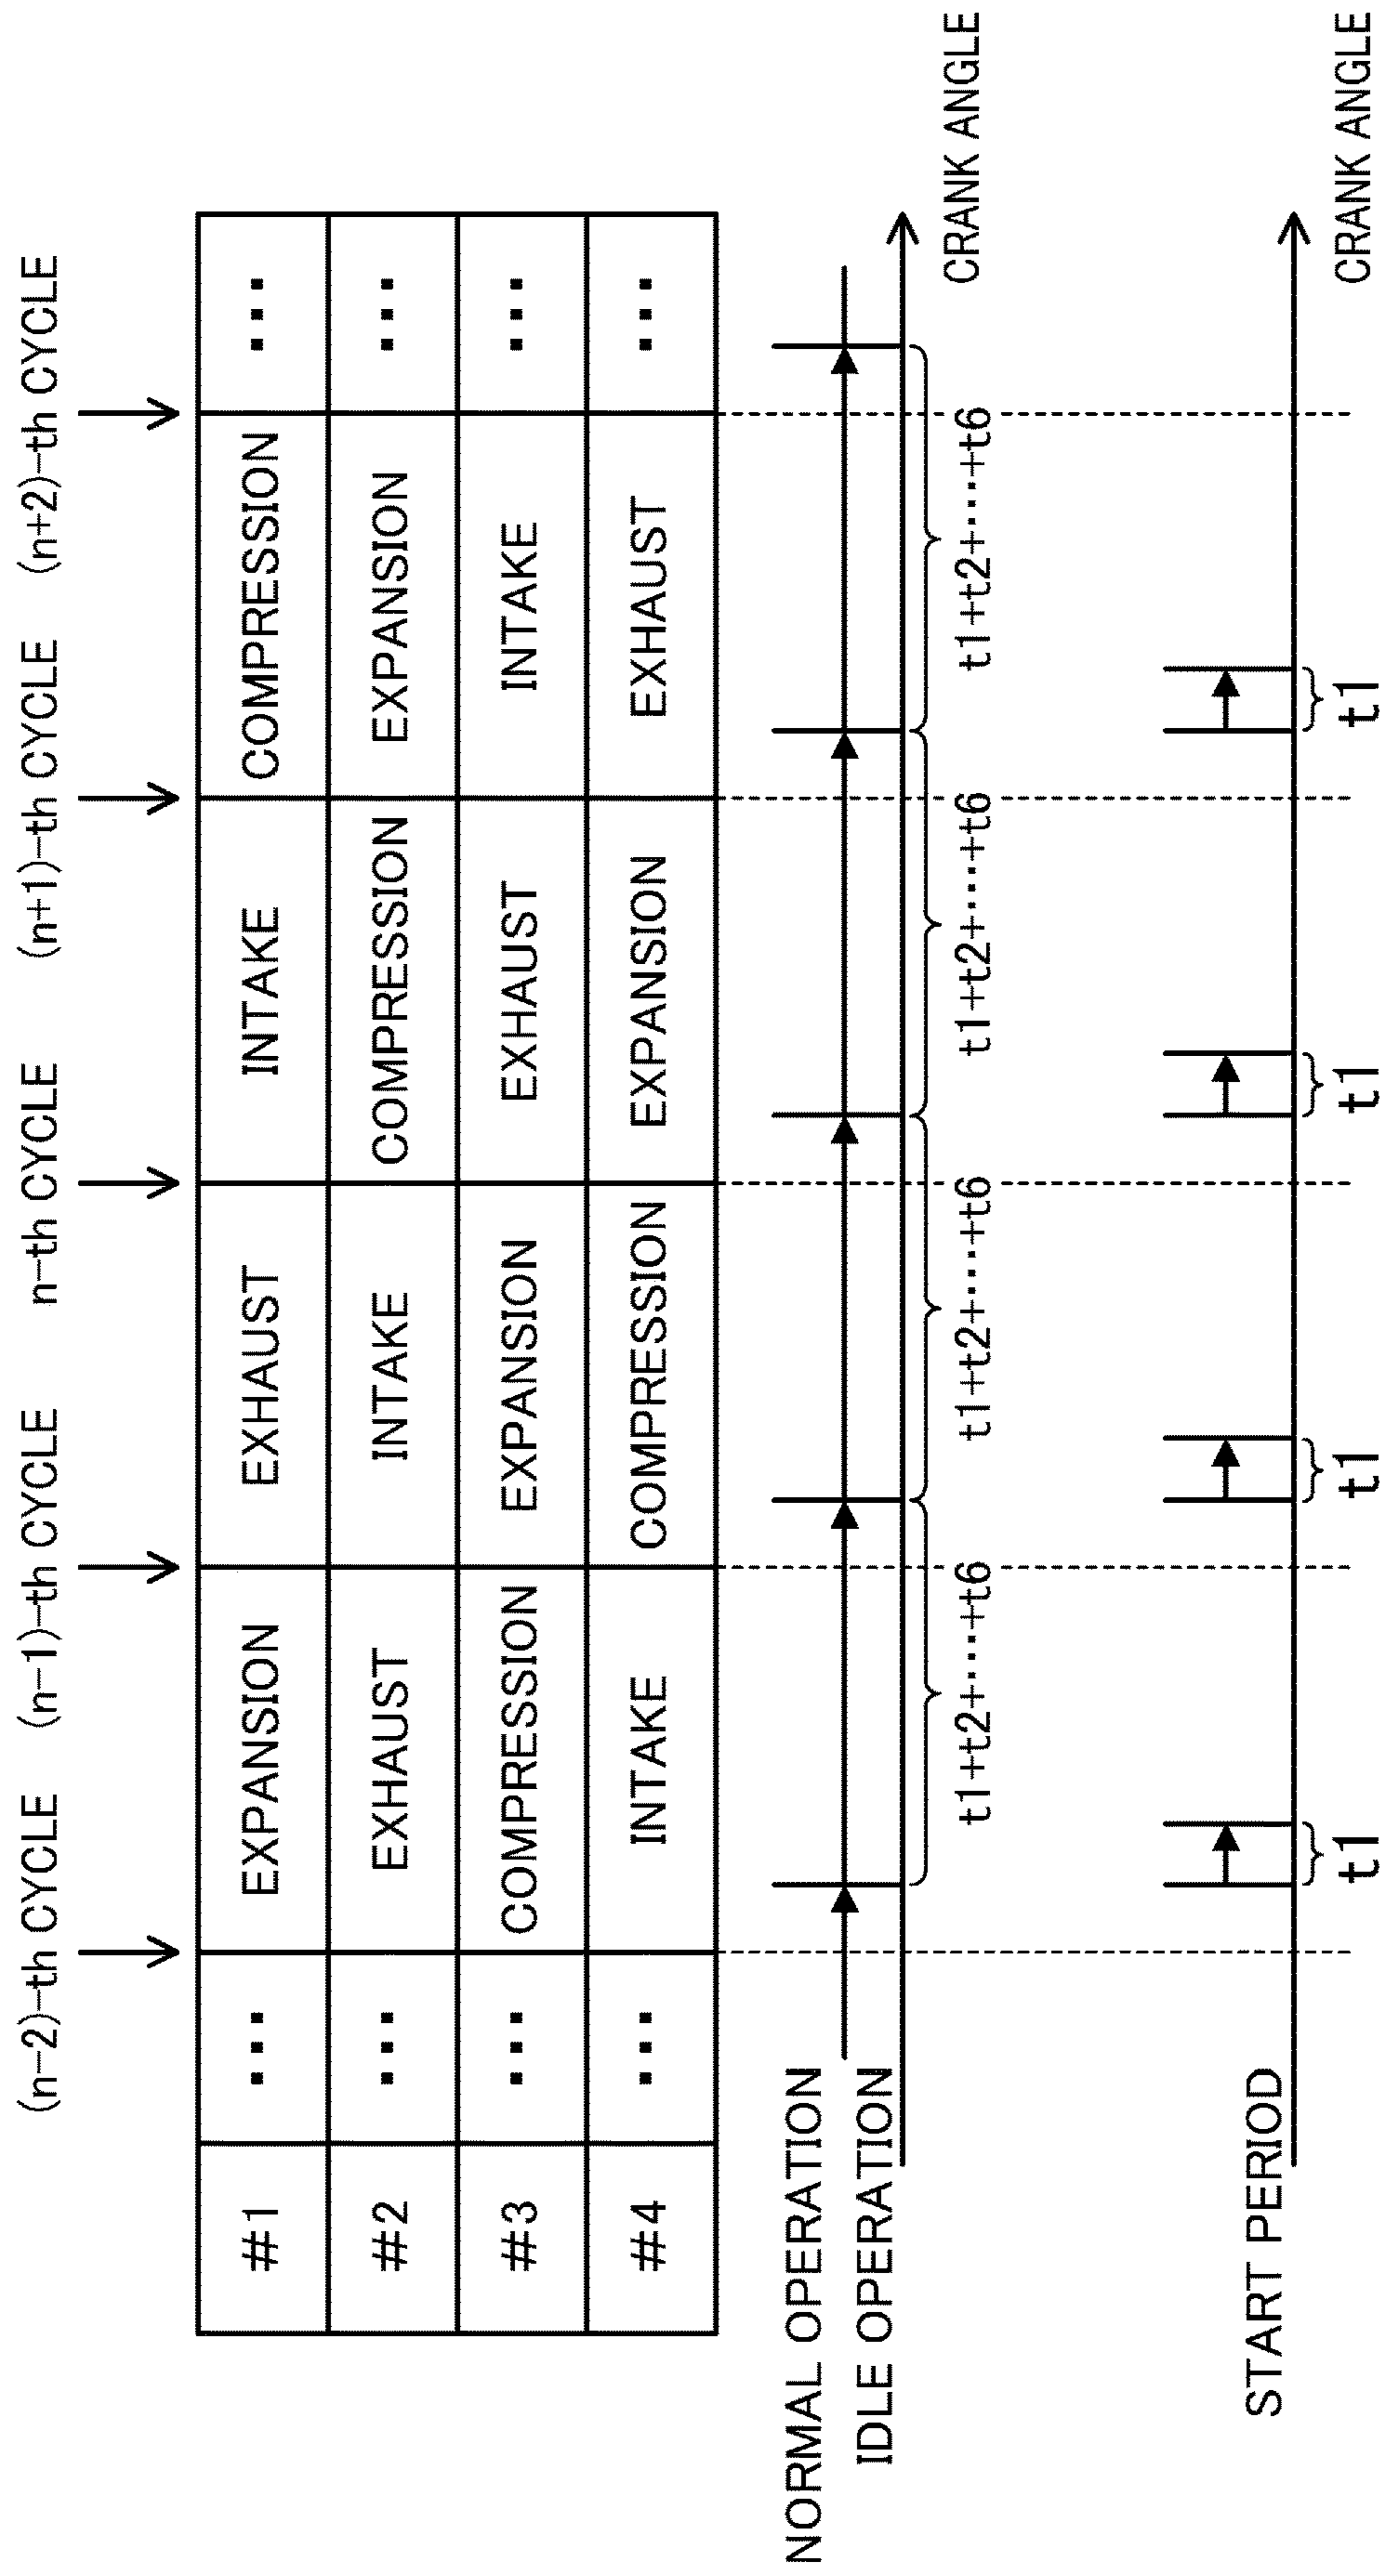 (n-2)-th CYCLE (n-1)-th CYCLE n-th CYCLE (n+1)-th CYCLE (n+2)-th CYCLE
#1 ... EXPANSION EXHAUST INTAKE COMPRESSION ...
#2 ... EXHAUST INTAKE COMPRESSION EXPANSION ...
#3 ... COMPRESSION EXPANSION EXHAUST INTAKE ...
#4 ... INTAKE COMPRESSION EXPANSION EXHAUST ...
NORMAL OPERATION
IDLE OPERATION
CRANK ANGLE
t1+t2+....+t6 t1+t2+....+t6 t1+t2+....+t6 t1+t2+....+t6
START PERIOD
CRANK ANGLE
t1 t1 t1 t1